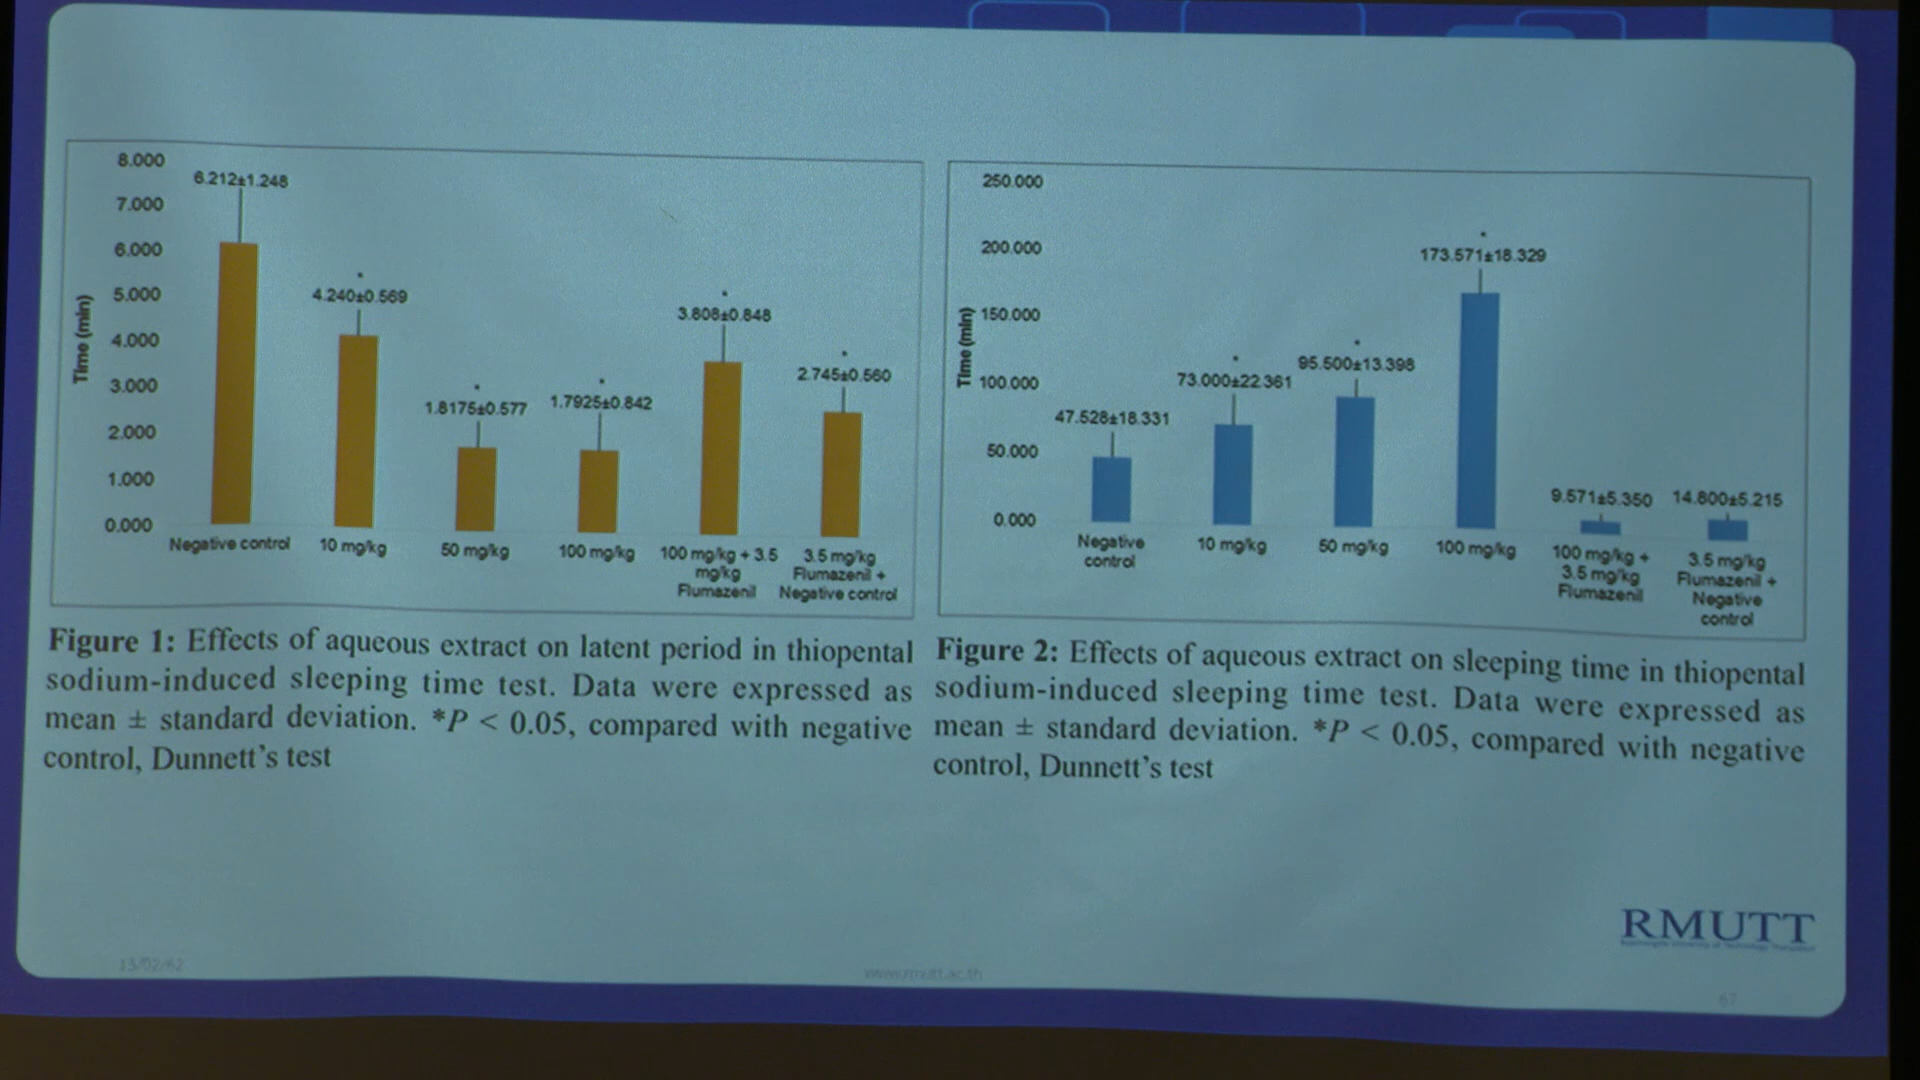 8.000
7.000
6.000
5.000
4.000
3.000
2.000
1.000
0.000
Time (min)
6.212±1.248
4.240±0.569
1.8175±0.577
1.7925±0.842
3.808±0.848
2.745±0.560
Negative control
10 mg/kg
50 mg/kg
100 mg/kg
100 mg/kg + 3.5
mg/kg
Flumazenil
3.5 mg/kg
Flumazenil +
Negative control
Figure 1: Effects of aqueous extract on latent period in thiopental
sodium-induced sleeping time test. Data were expressed as
mean ± standard deviation. *P < 0.05, compared with negative
control, Dunnett's test
250.000
200.000
150.000
100.000
50.000
0.000
Time (min)
47.528±18.331
73.000±22.361
95.500±13.398
173.571±18.329
9.571±5.350
14.800±5.215
Negative
control
10 mg/kg
50 mg/kg
100 mg/kg
100 mg/kg +
3.5 mg/kg
Flumazenil
3.5 mg/kg
Flumazenil +
Negative
control
Figure 2: Effects of aqueous extract on sleeping time in thiopental
sodium-induced sleeping time test. Data were expressed as
mean ± standard deviation. *P < 0.05, compared with negative
control, Dunnett's test
RMUTT
13/02/62
www.rmutt.ac.th
67